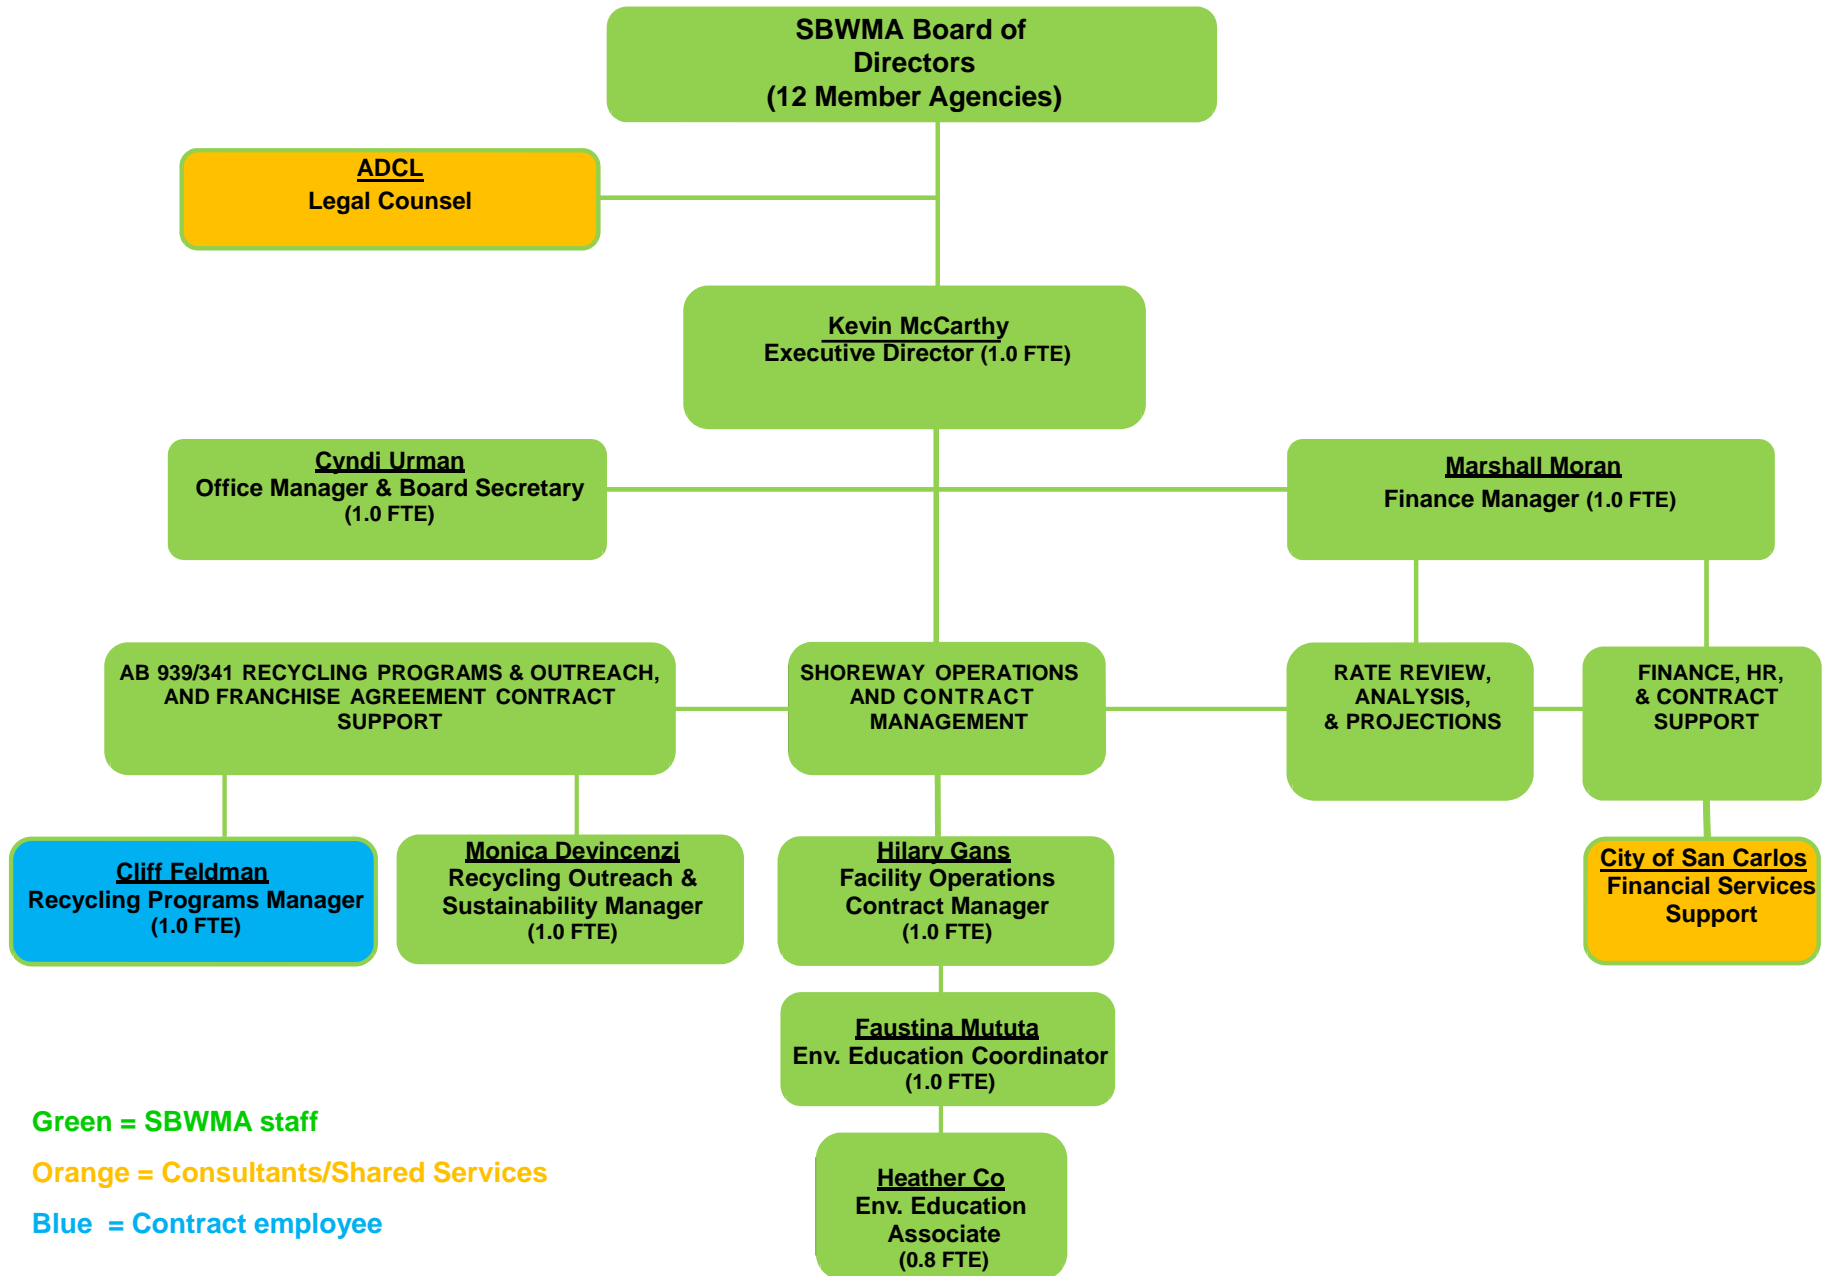 SBWMA Board of
Directors
(12 Member Agencies)
ADCL
Legal Counsel
Kevin McCarthy
Executive Director (1.0 FTE)
Cyndi Urman
Office Manager & Board Secretary
(1.0 FTE)
Marshall Moran
Finance Manager (1.0 FTE)
AB 939/341 RECYCLING PROGRAMS & OUTREACH,
AND FRANCHISE AGREEMENT CONTRACT
SUPPORT
SHOREWAY OPERATIONS
AND CONTRACT
MANAGEMENT
RATE REVIEW,
ANALYSIS,
& PROJECTIONS
FINANCE, HR,
& CONTRACT
SUPPORT
Cliff Feldman
Recycling Programs Manager
(1.0 FTE)
Monica Devincenzi
Recycling Outreach &
Sustainability Manager
(1.0 FTE)
Hilary Gans
Facility Operations
Contract Manager
(1.0 FTE)
City of San Carlos
Financial Services
Support
Faustina Mututa
Env. Education Coordinator
(1.0 FTE)
Heather Co
Env. Education
Associate
(0.8 FTE)
Green = SBWMA staff
Orange = Consultants/Shared Services
Blue = Contract employee